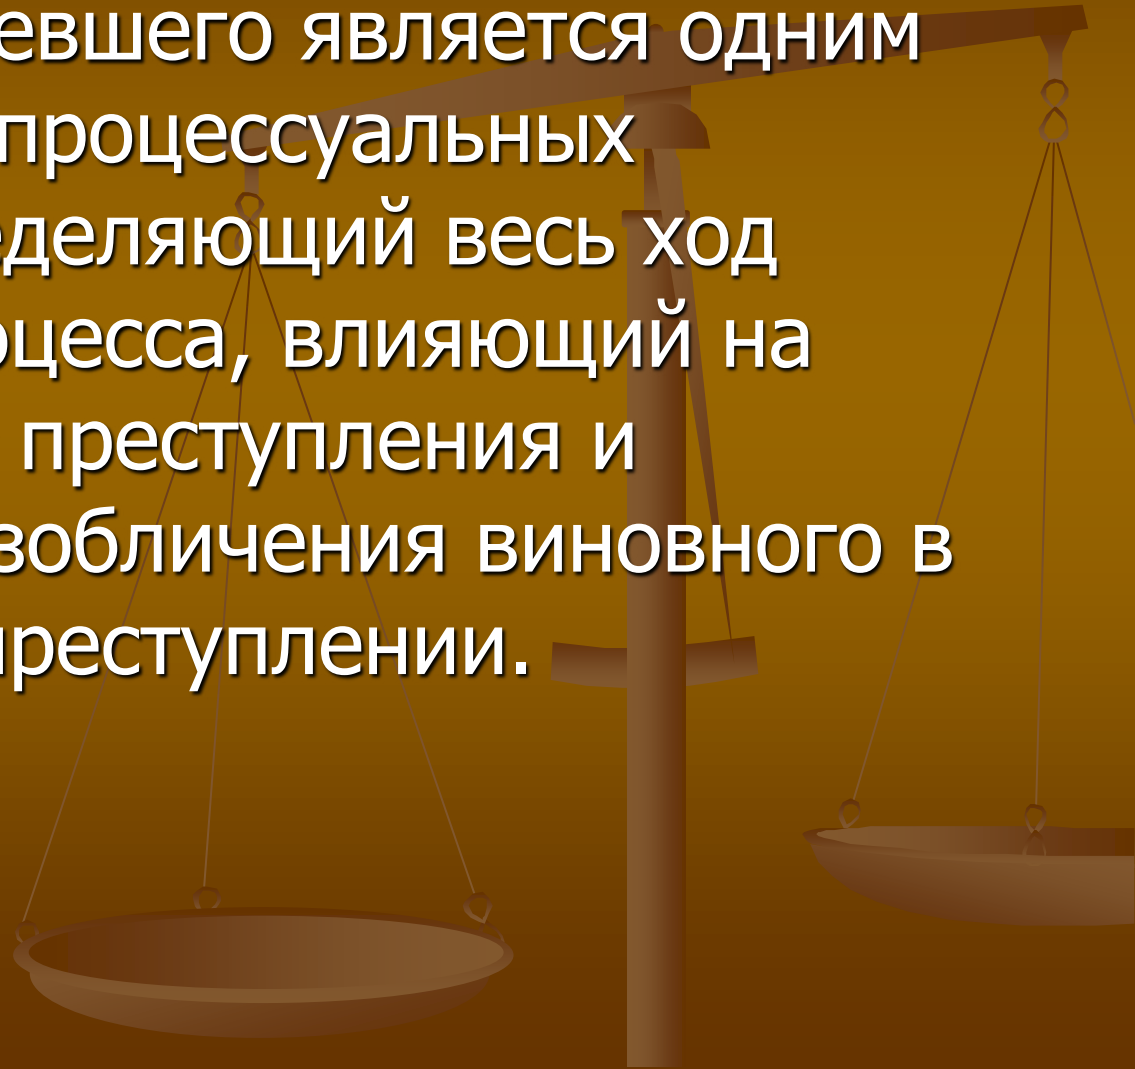 евшего является одним
процессуальных
еделяющий весь ход
оцесса, влияющий на
преступления и
зобличения виновного в
преступлении.